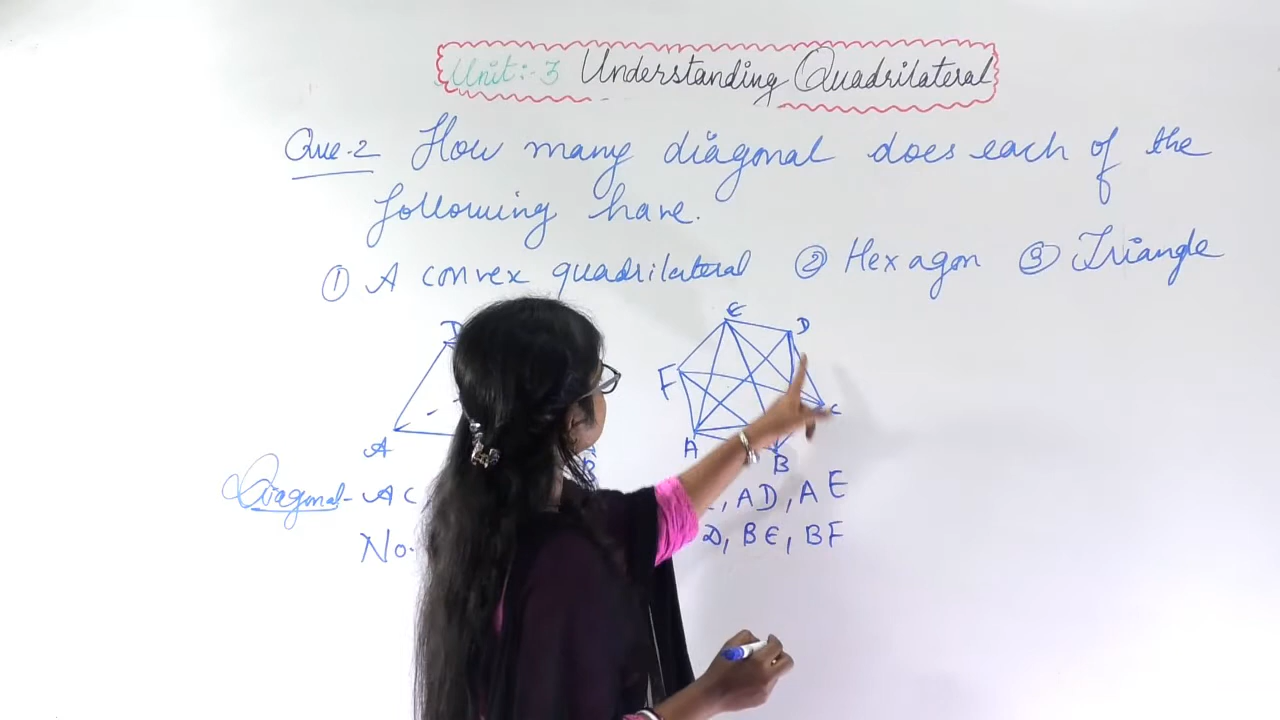 Unit:- 3 Understanding Quadrilateral
Que.2 How many diagonal does each of the
following have.
① A convex quadrilateral ② Hexagon ③ Triangle
E
D
D
F
C
A
A
B
B
Diagonal- AC , AD, AE
No. D, BE, BF